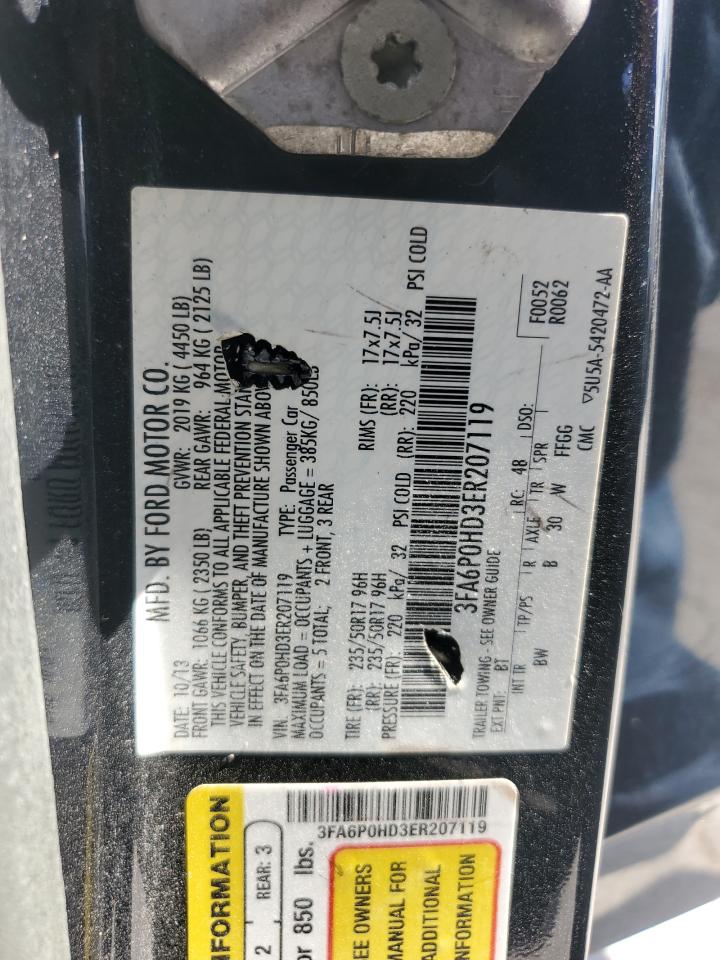 MFD. BY FORD MOTOR CO.
DATE: 10/13 GVWR: 2019 KG ( 4450 LB)
FRONT GAWR: 1066 KG ( 2350 LB) REAR GAWR: 964 KG ( 2125 LB)
THIS VEHICLE CONFORMS TO ALL APPLICABLE FEDERAL MOTOR
VEHICLE SAFETY, BUMPER, AND THEFT PREVENTION
IN EFFECT ON THE DATE OF MANUFACTURE SHOWN
VIN: 3FA6P0HD3ER207119 TYPE: Passenger Car
MAXIMUM LOAD = OCCUPANTS + LUGGAGE = 385KG/ 850LB
OCCUPANTS = 5 TOTAL; 2 FRONT, 3 REAR
TIRE (FR): 235/50R17 96H RIMS (FR): 17x7.5J
(RR): 235/50R17 96H (RR): 17x7.5J
PRESSURE (FR): 220 kPa/ 32 PSI COLD (RR): 220 kPa/ 32 PSI COLD
3FA6P0HD3ER207119
TRAILER TOWING - SEE OWNER GUIDE
EXT PNT: BT RC: 48 DSO: F0052
R0062
INT TR TP/PS R AXLE TR SPR
BW B 30 W FFGG
CMC
▽5U5A-5420472-AA
3FA6P0HD3ER207119
NFORMATION
2 REAR: 3
or 850 lbs.
EE OWNERS
MANUAL FOR
ADDITIONAL
NFORMATION